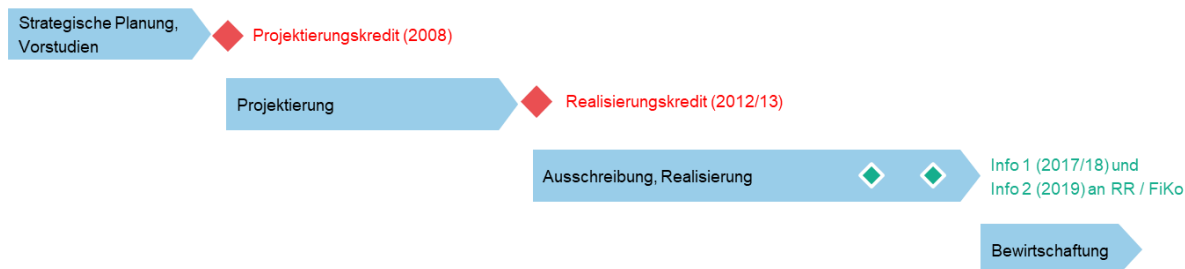 Strategische Planung,
Vorstudien
Projektierungskredit (2008)
Projektierung
Realisierungskredit (2012/13)
Ausschreibung, Realisierung
Info 1 (2017/18) und
Info 2 (2019) an RR / FiKo
Bewirtschaftung